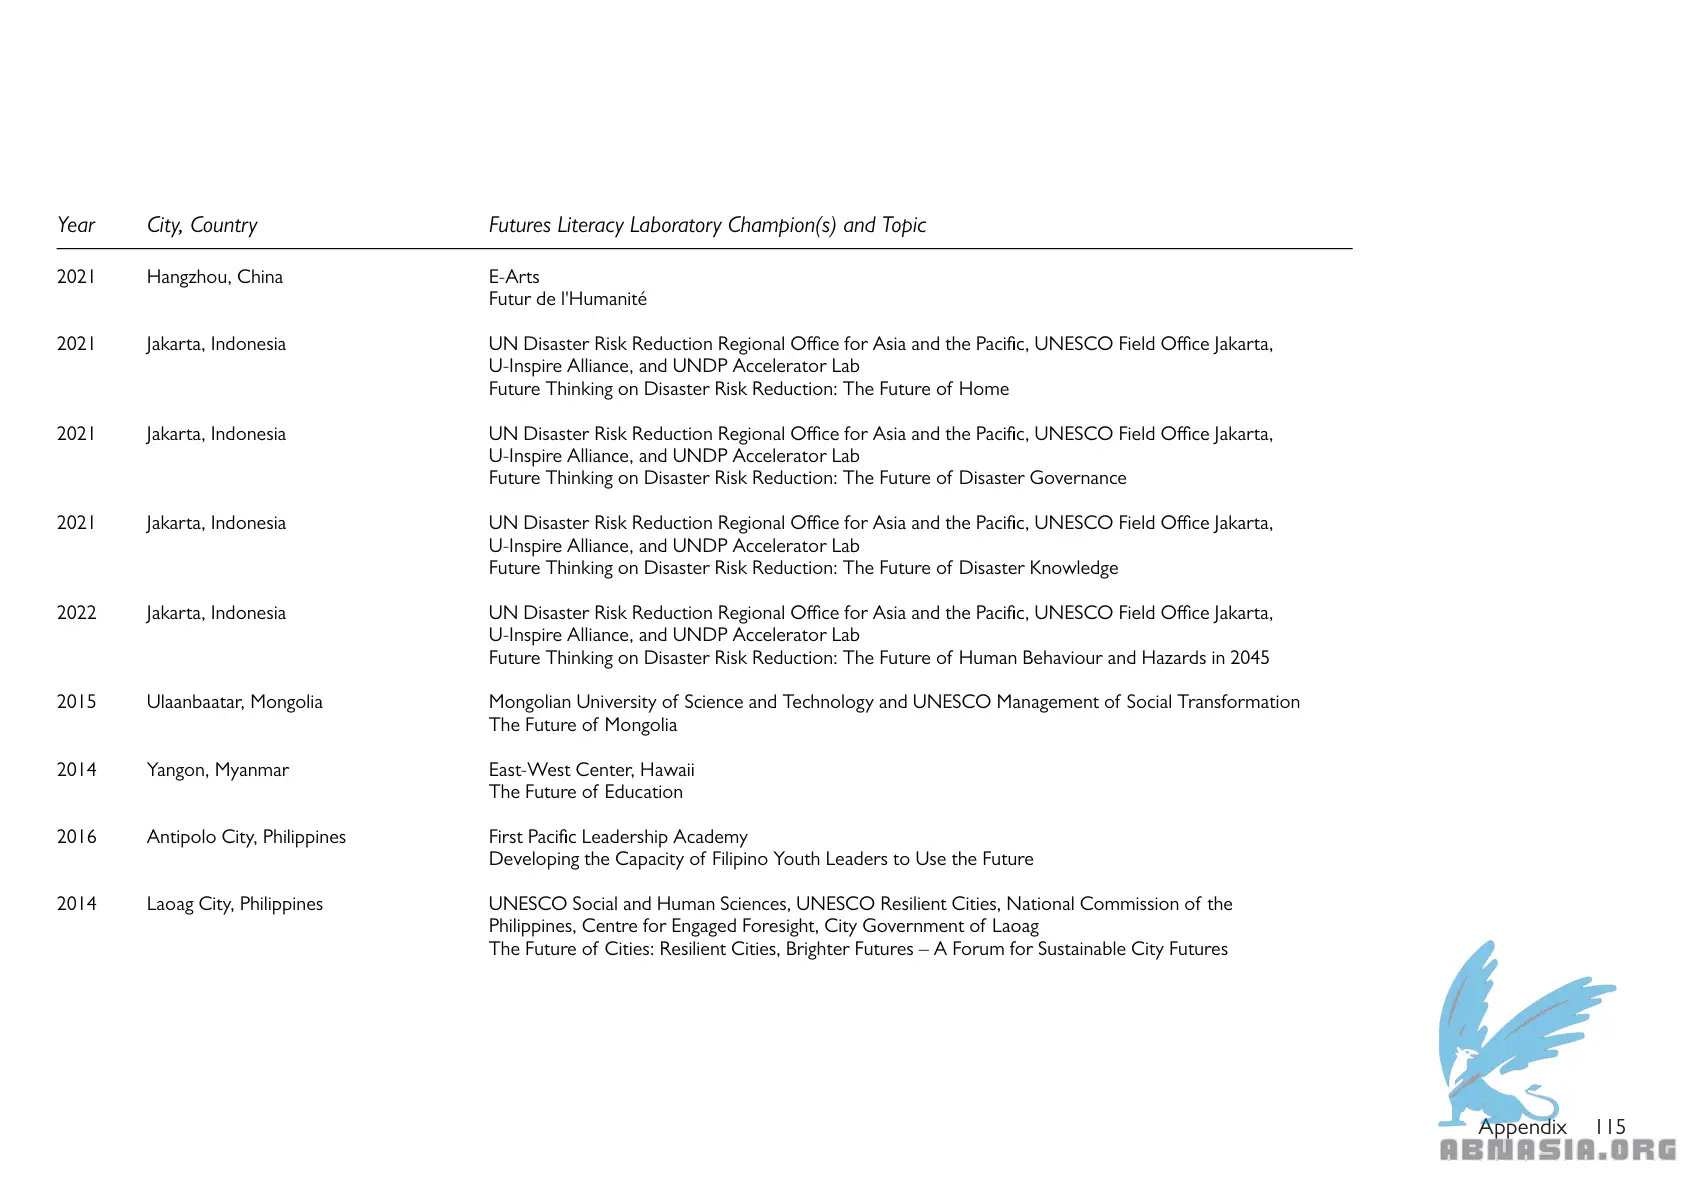 Year City, Country Futures Literacy Laboratory Champion(s) and Topic
2021 Hangzhou, China E-Arts
Futur de l'Humanité
2021 Jakarta, Indonesia UN Disaster Risk Reduction Regional Office for Asia and the Pacific, UNESCO Field Office Jakarta,
U-Inspire Alliance, and UNDP Accelerator Lab
Future Thinking on Disaster Risk Reduction: The Future of Home
2021 Jakarta, Indonesia UN Disaster Risk Reduction Regional Office for Asia and the Pacific, UNESCO Field Office Jakarta,
U-Inspire Alliance, and UNDP Accelerator Lab
Future Thinking on Disaster Risk Reduction: The Future of Disaster Governance
2021 Jakarta, Indonesia UN Disaster Risk Reduction Regional Office for Asia and the Pacific, UNESCO Field Office Jakarta,
U-Inspire Alliance, and UNDP Accelerator Lab
Future Thinking on Disaster Risk Reduction: The Future of Disaster Knowledge
2022 Jakarta, Indonesia UN Disaster Risk Reduction Regional Office for Asia and the Pacific, UNESCO Field Office Jakarta,
U-Inspire Alliance, and UNDP Accelerator Lab
Future Thinking on Disaster Risk Reduction: The Future of Human Behaviour and Hazards in 2045
2015 Ulaanbaatar, Mongolia Mongolian University of Science and Technology and UNESCO Management of Social Transformation
The Future of Mongolia
2014 Yangon, Myanmar East-West Center, Hawaii
The Future of Education
2016 Antipolo City, Philippines First Pacific Leadership Academy
Developing the Capacity of Filipino Youth Leaders to Use the Future
2014 Laoag City, Philippines UNESCO Social and Human Sciences, UNESCO Resilient Cities, National Commission of the
Philippines, Centre for Engaged Foresight, City Government of Laoag
The Future of Cities: Resilient Cities, Brighter Futures – A Forum for Sustainable City Futures
Appendix 115
ABNASIA.ORG